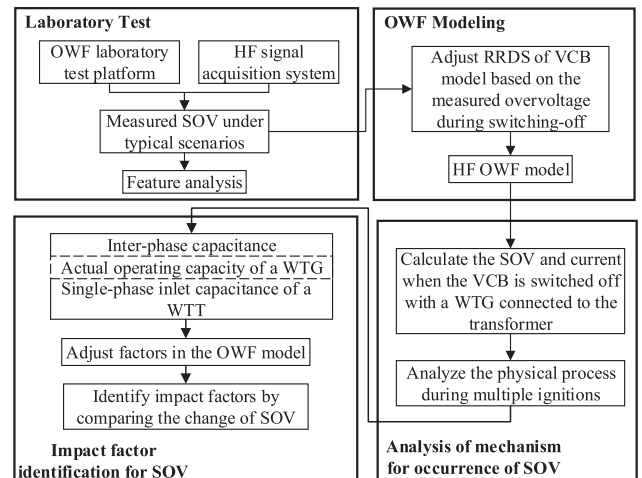 Laboratory Test
OWF laboratory
test platform
HF signal
acquisition system
Measured SOV under
typical scenarios
Feature analysis
OWF Modeling
Adjust RRDS of VCB
model based on the
measured overvoltage
during switching-off
HF OWF model
Inter-phase capacitance
Actual operating capacity of a WTG
Single-phase inlet capacitance of a
WTT
Adjust factors in the OWF model
Identify impact factors by
comparing the change of SOV
Impact factor
identification for SOV
Calculate the SOV and current
when the VCB is switched off
with a WTG connected to the
transformer
Analyze the physical process
during multiple ignitions
Analysis of mechanism
for occurrence of SOV